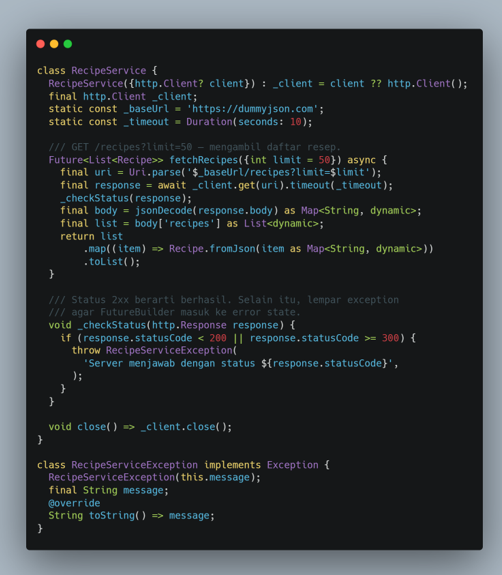 class RecipeService {
  RecipeService({http.Client? client}) : _client = client ?? http.Client();
  final http.Client _client;
  static const _baseUrl = 'https://dummyjson.com';
  static const _timeout = Duration(seconds: 10);

  /// GET /recipes?limit=50 — mengambil daftar resep.
  Future<List<Recipe>> fetchRecipes({int limit = 50}) async {
    final uri = Uri.parse('$_baseUrl/recipes?limit=$limit');
    final response = await _client.get(uri).timeout(_timeout);
    _checkStatus(response);
    final body = jsonDecode(response.body) as Map<String, dynamic>;
    final list = body['recipes'] as List<dynamic>;
    return list
        .map((item) => Recipe.fromJson(item as Map<String, dynamic>))
        .toList();
  }

  /// Status 2xx berarti berhasil. Selain itu, lempar exception
  /// agar FutureBuilder masuk ke error state.
  void _checkStatus(http.Response response) {
    if (response.statusCode < 200 || response.statusCode >= 300) {
      throw RecipeServiceException(
        'Server menjawab dengan status ${response.statusCode}',
      );
    }
  }

  void close() => _client.close();
}

class RecipeServiceException implements Exception {
  RecipeServiceException(this.message);
  final String message;
  @override
  String toString() => message;
}